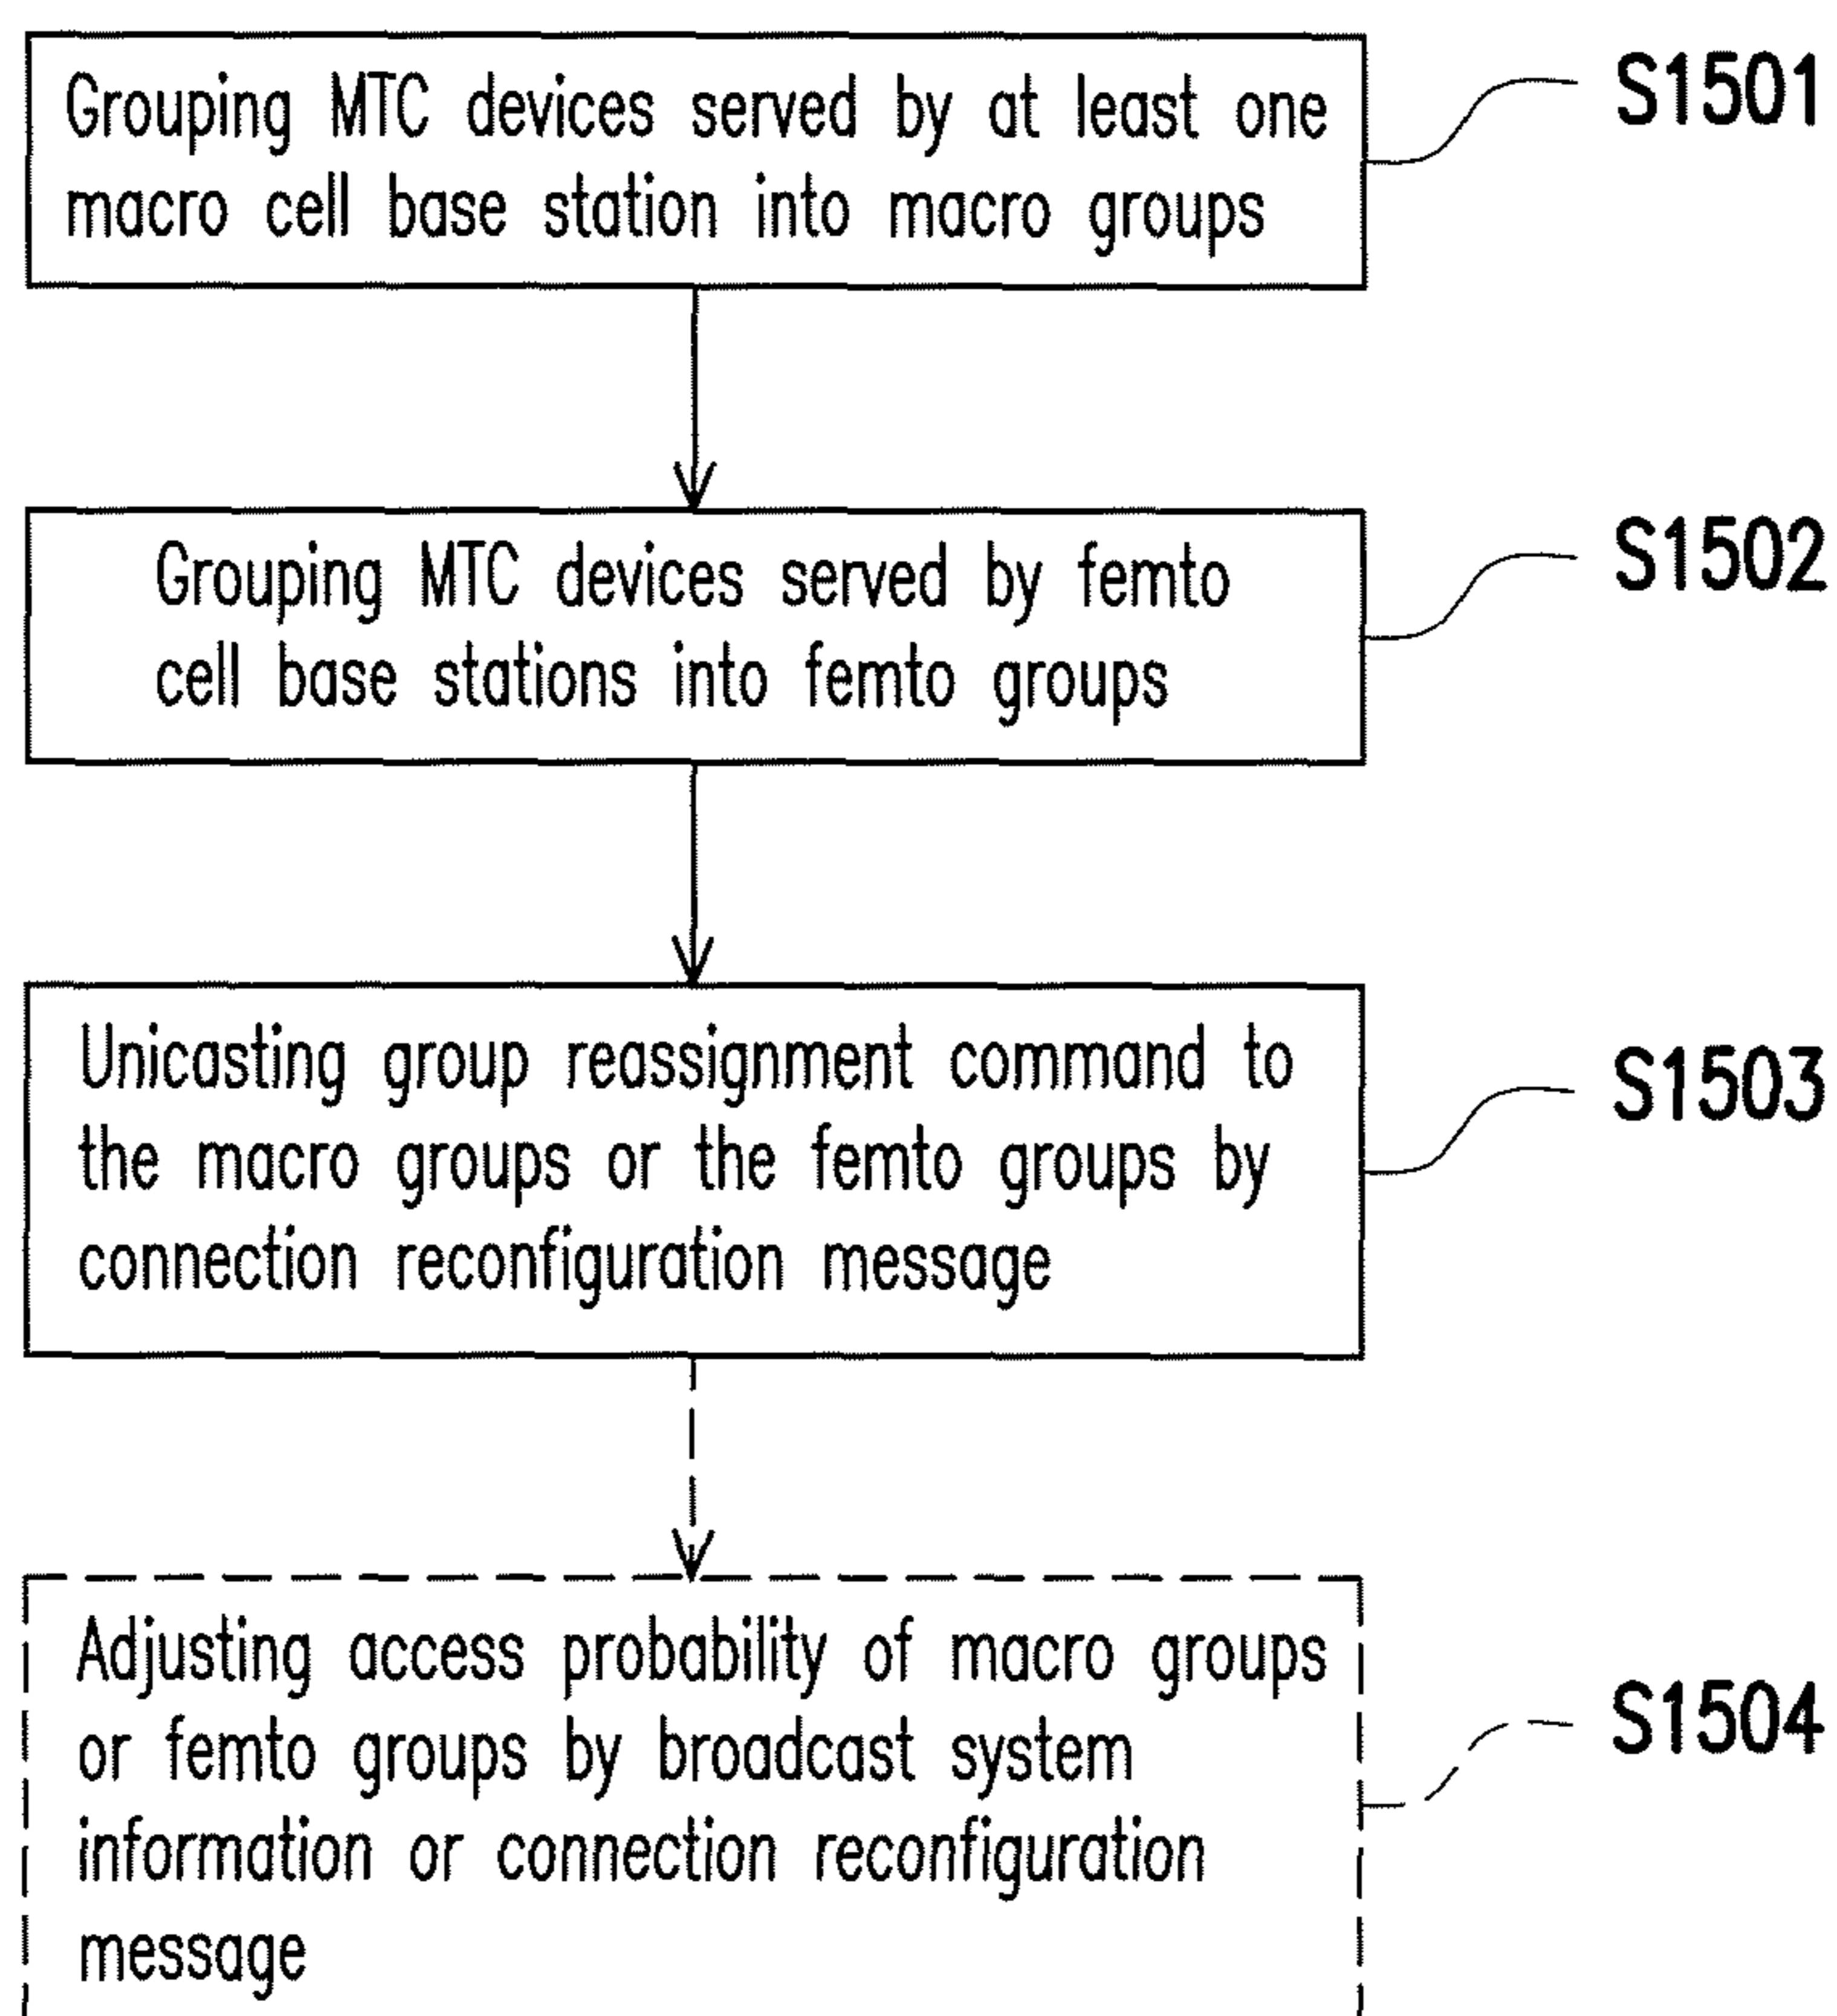 Grouping MTC devices served by at least one
macro cell base station into macro groups
S1501
Grouping MTC devices served by femto
cell base stations into femto groups
S1502
Unicasting group reassignment command to
the macro groups or the femto groups by
connection reconfiguration message
S1503
Adjusting access probability of macro groups
or femto groups by broadcast system
information or connection reconfiguration
message
S1504